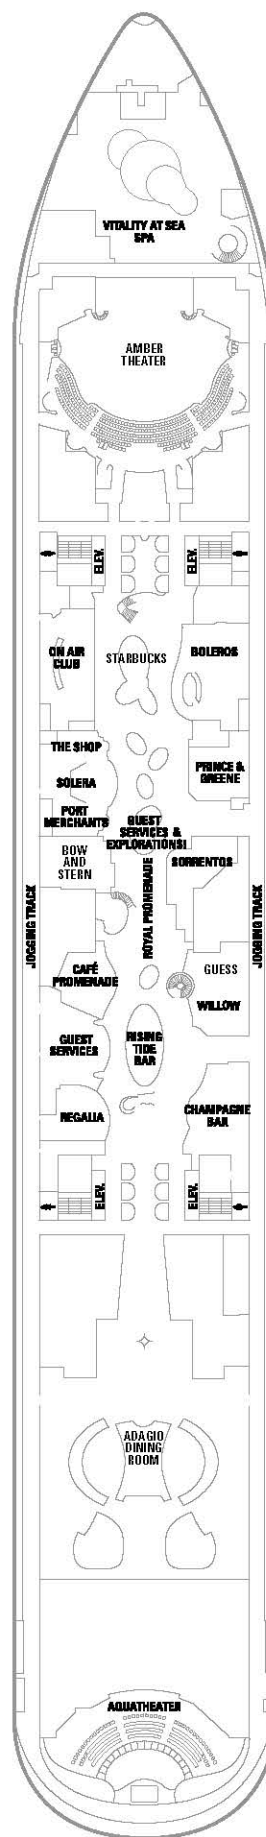 VITALITY AT SEA
SPA
AMBER
THEATER
ELEV.
ELEV.
ON AIR
CLUB
STARBUCKS
BOLEROS
THE SHOP
SOLERA
PORT
MERCHANTS
PRINCE &
GREENE
GUEST
SERVICES &
EXPLORATIONS!
BOW
AND
STERN
SORRENTOS
ROYAL PROMENADE
JOGGING TRACK
JOGGING TRACK
CAFÉ
PROMENADE
GUESS
WILLOW
GUEST
SERVICES
RISING
TIDE
BAR
REGALIA
CHAMPAGNE
BAR
ELEV.
ELEV.
ADAGIO
DINING
ROOM
AQUATHEATER